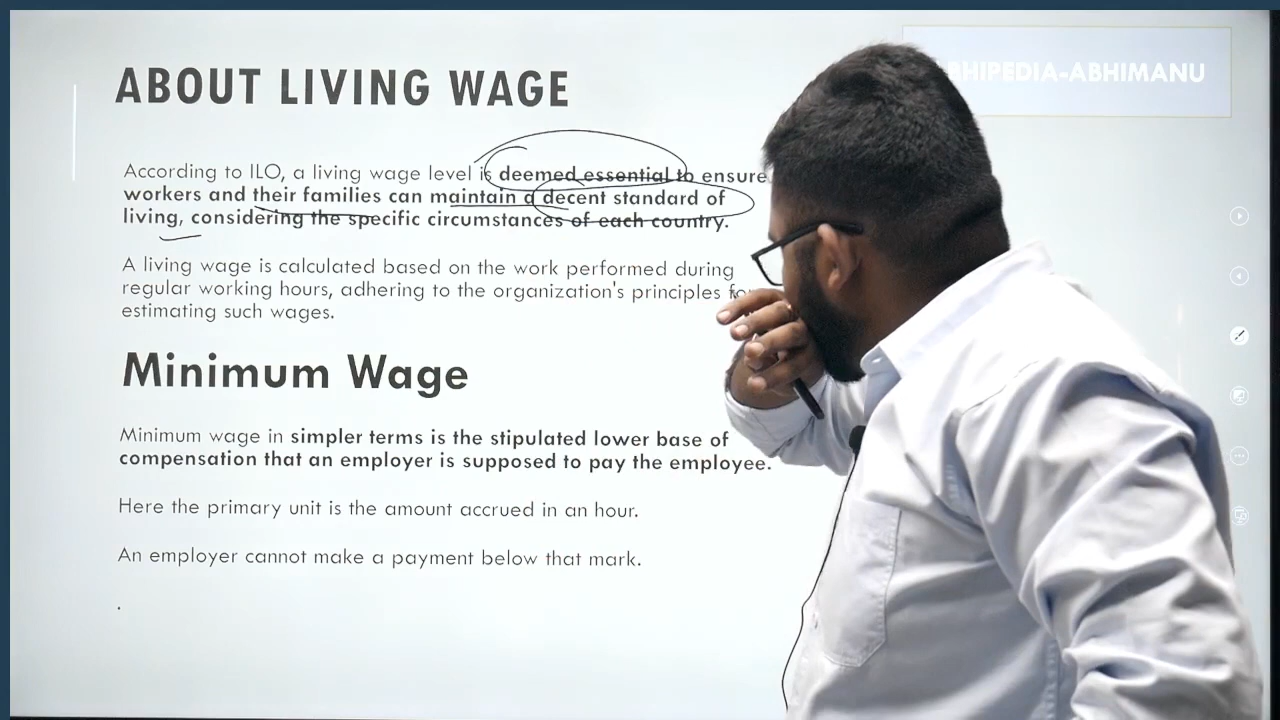 ABOUT LIVING WAGE
BHIPEDIA-ABHIMANU
According to ILO, a living wage level is deemed essential to ensure
workers and their families can maintain a decent standard of
living, considering the specific circumstances of each country.
A living wage is calculated based on the work performed during
regular working hours, adhering to the organization's principles for
estimating such wages.
Minimum Wage
Minimum wage in simpler terms is the stipulated lower base of
compensation that an employer is supposed to pay the employee.
Here the primary unit is the amount accrued in an hour.
An employer cannot make a payment below that mark.
.